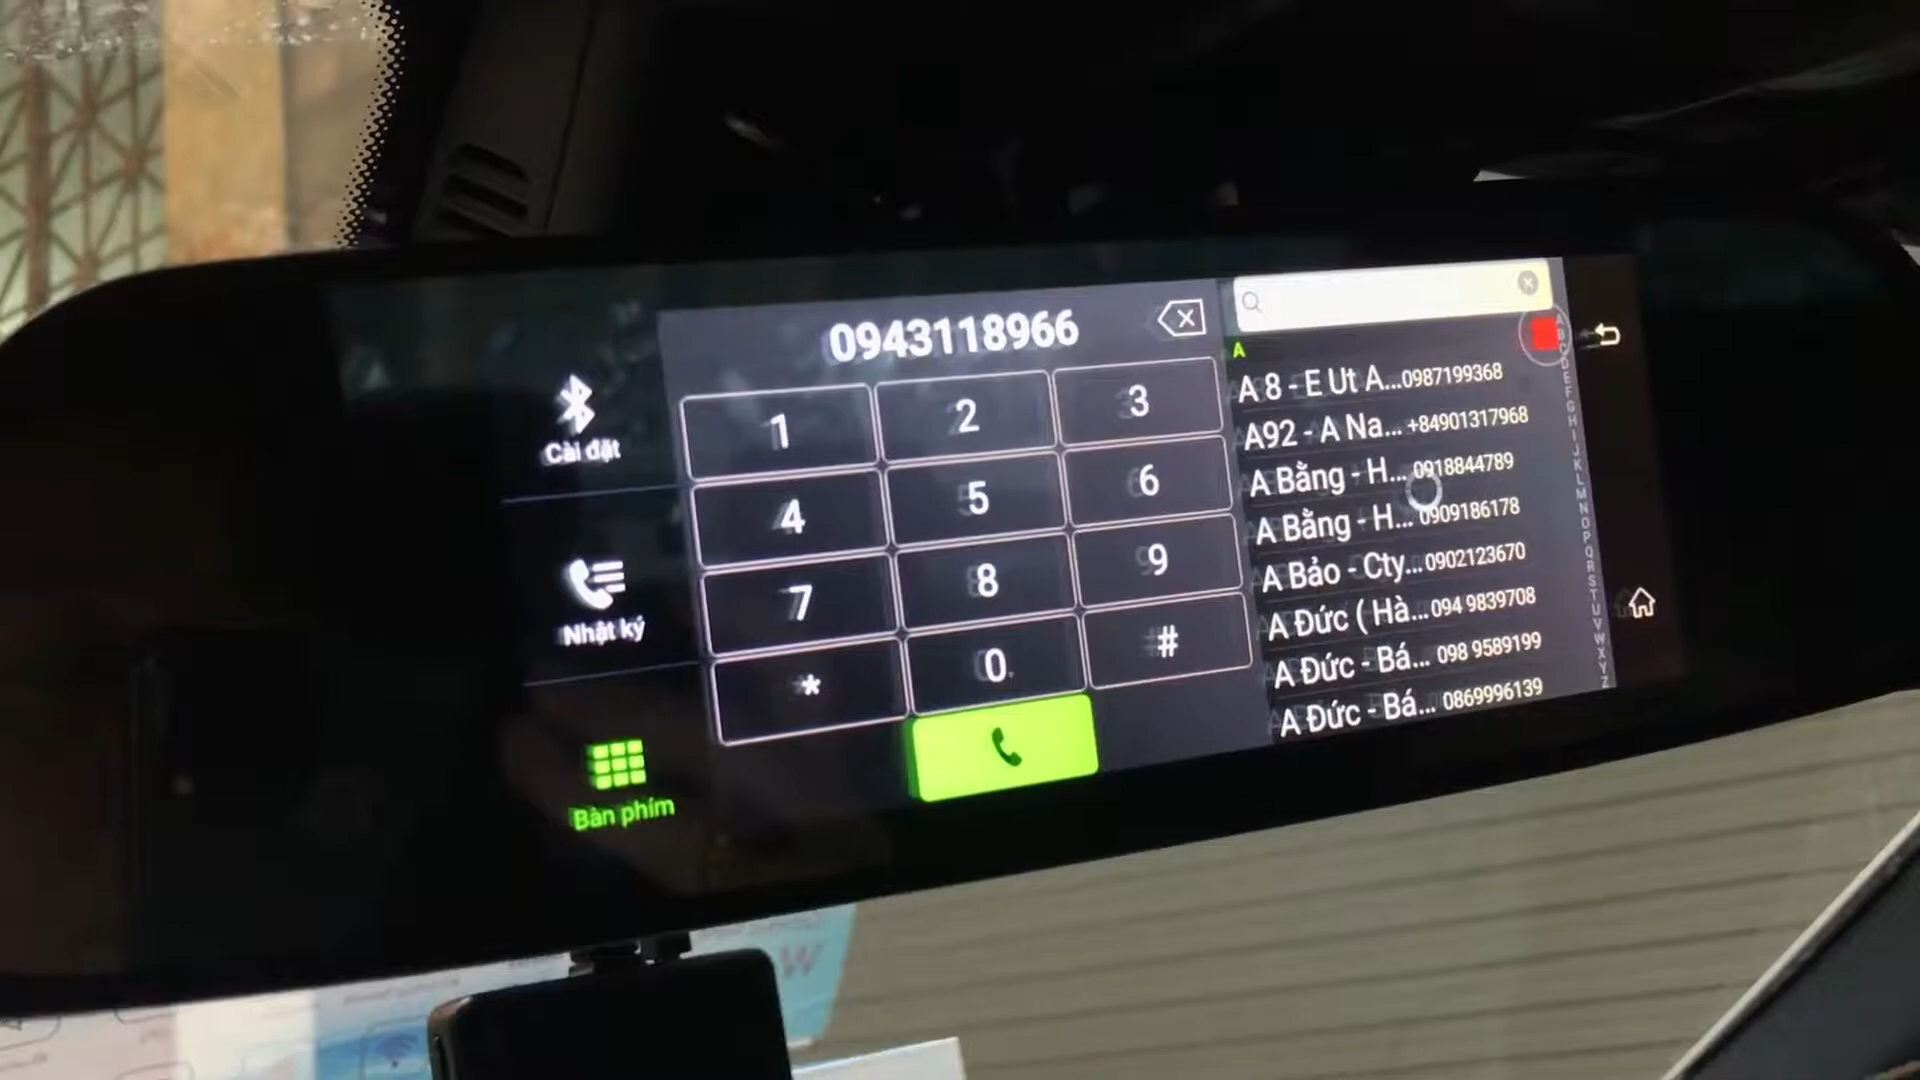 0943118966
Cài đặt
Nhật ký
Bàn phím
1
2
3
4
5
6
7
8
9
*
0
#
A
A 8 - E Ut A...0987199368
A92 - A Na... +84901317968
A Bằng - H... 0918844789
A Bằng - H... 0909186178
A Bảo - Cty...0902123670
A Đức ( Hà...094 9839708
A Đức - Bá... 098 9589199
A Đức - Bá... 0869996139
A
B
C
D
E
F
G
H
I
J
K
L
M
N
O
P
Q
R
S
T
U
V
W
X
Y
Z
W